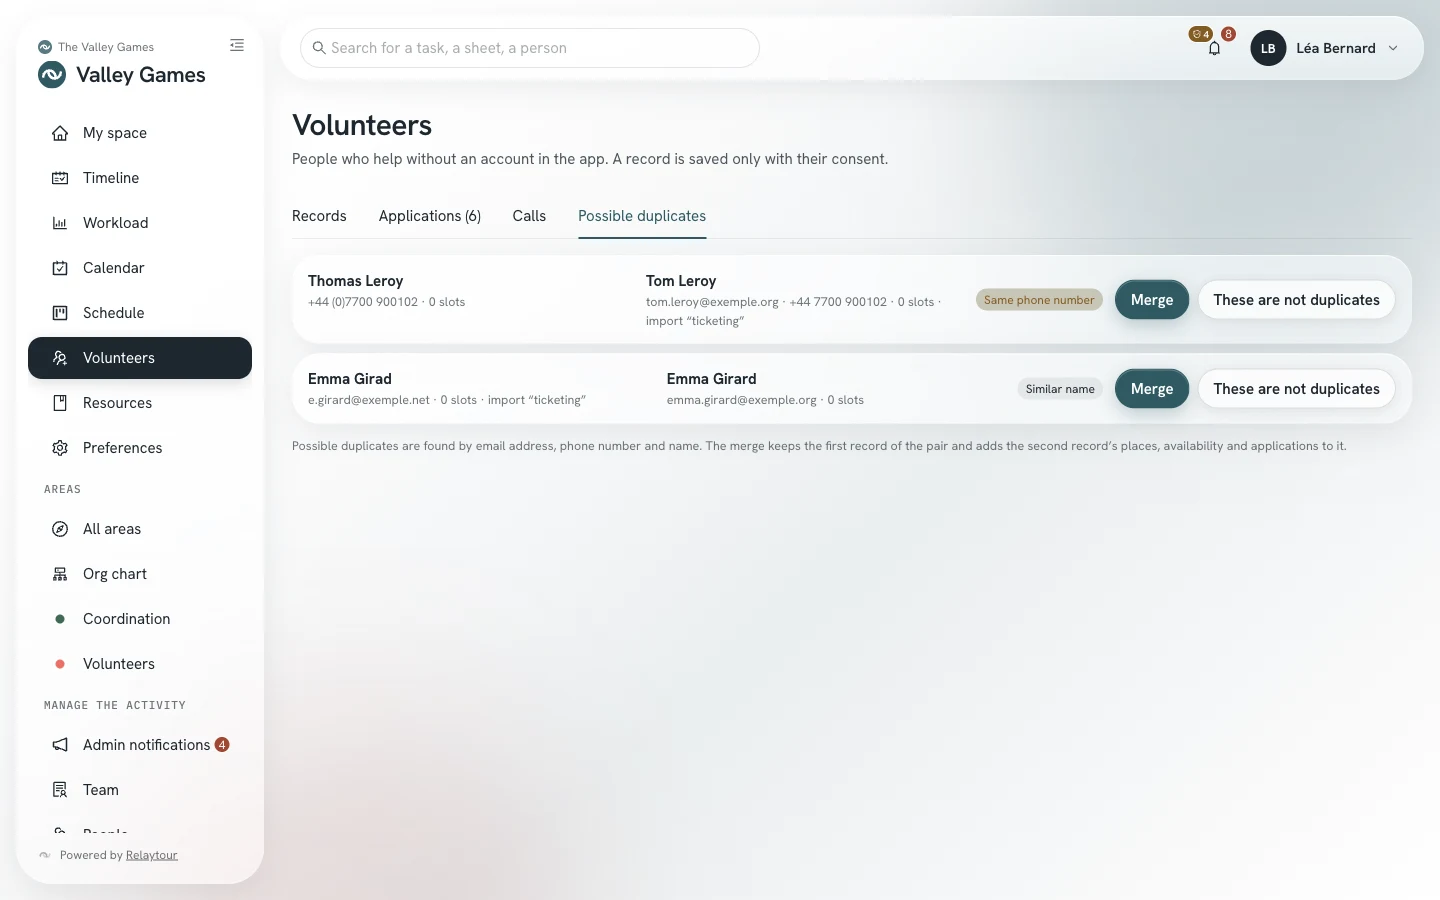 The Valley Games
Valley Games
My space
Timeline
Workload
Calendar
Schedule
Volunteers
Resources
Preferences
AREAS
All areas
Org chart
Coordination
Volunteers
MANAGE THE ACTIVITY
Admin notifications 4
Team
People
Powered by Relaytour
Search for a task, a sheet, a person
4
8
LB
Léa Bernard
Volunteers
People who help without an account in the app. A record is saved only with their consent.
Records
Applications (6)
Calls
Possible duplicates
Thomas Leroy
+44 (0)7700 900102 · 0 slots
Tom Leroy
tom.leroy@exemple.org · +44 7700 900102 · 0 slots ·
import “ticketing”
Same phone number
Merge
These are not duplicates
Emma Girad
e.girard@exemple.net · 0 slots · import “ticketing”
Emma Girard
emma.girard@exemple.org · 0 slots
Similar name
Merge
These are not duplicates
Possible duplicates are found by email address, phone number and name. The merge keeps the first record of the pair and adds the second record’s places, availability and applications to it.